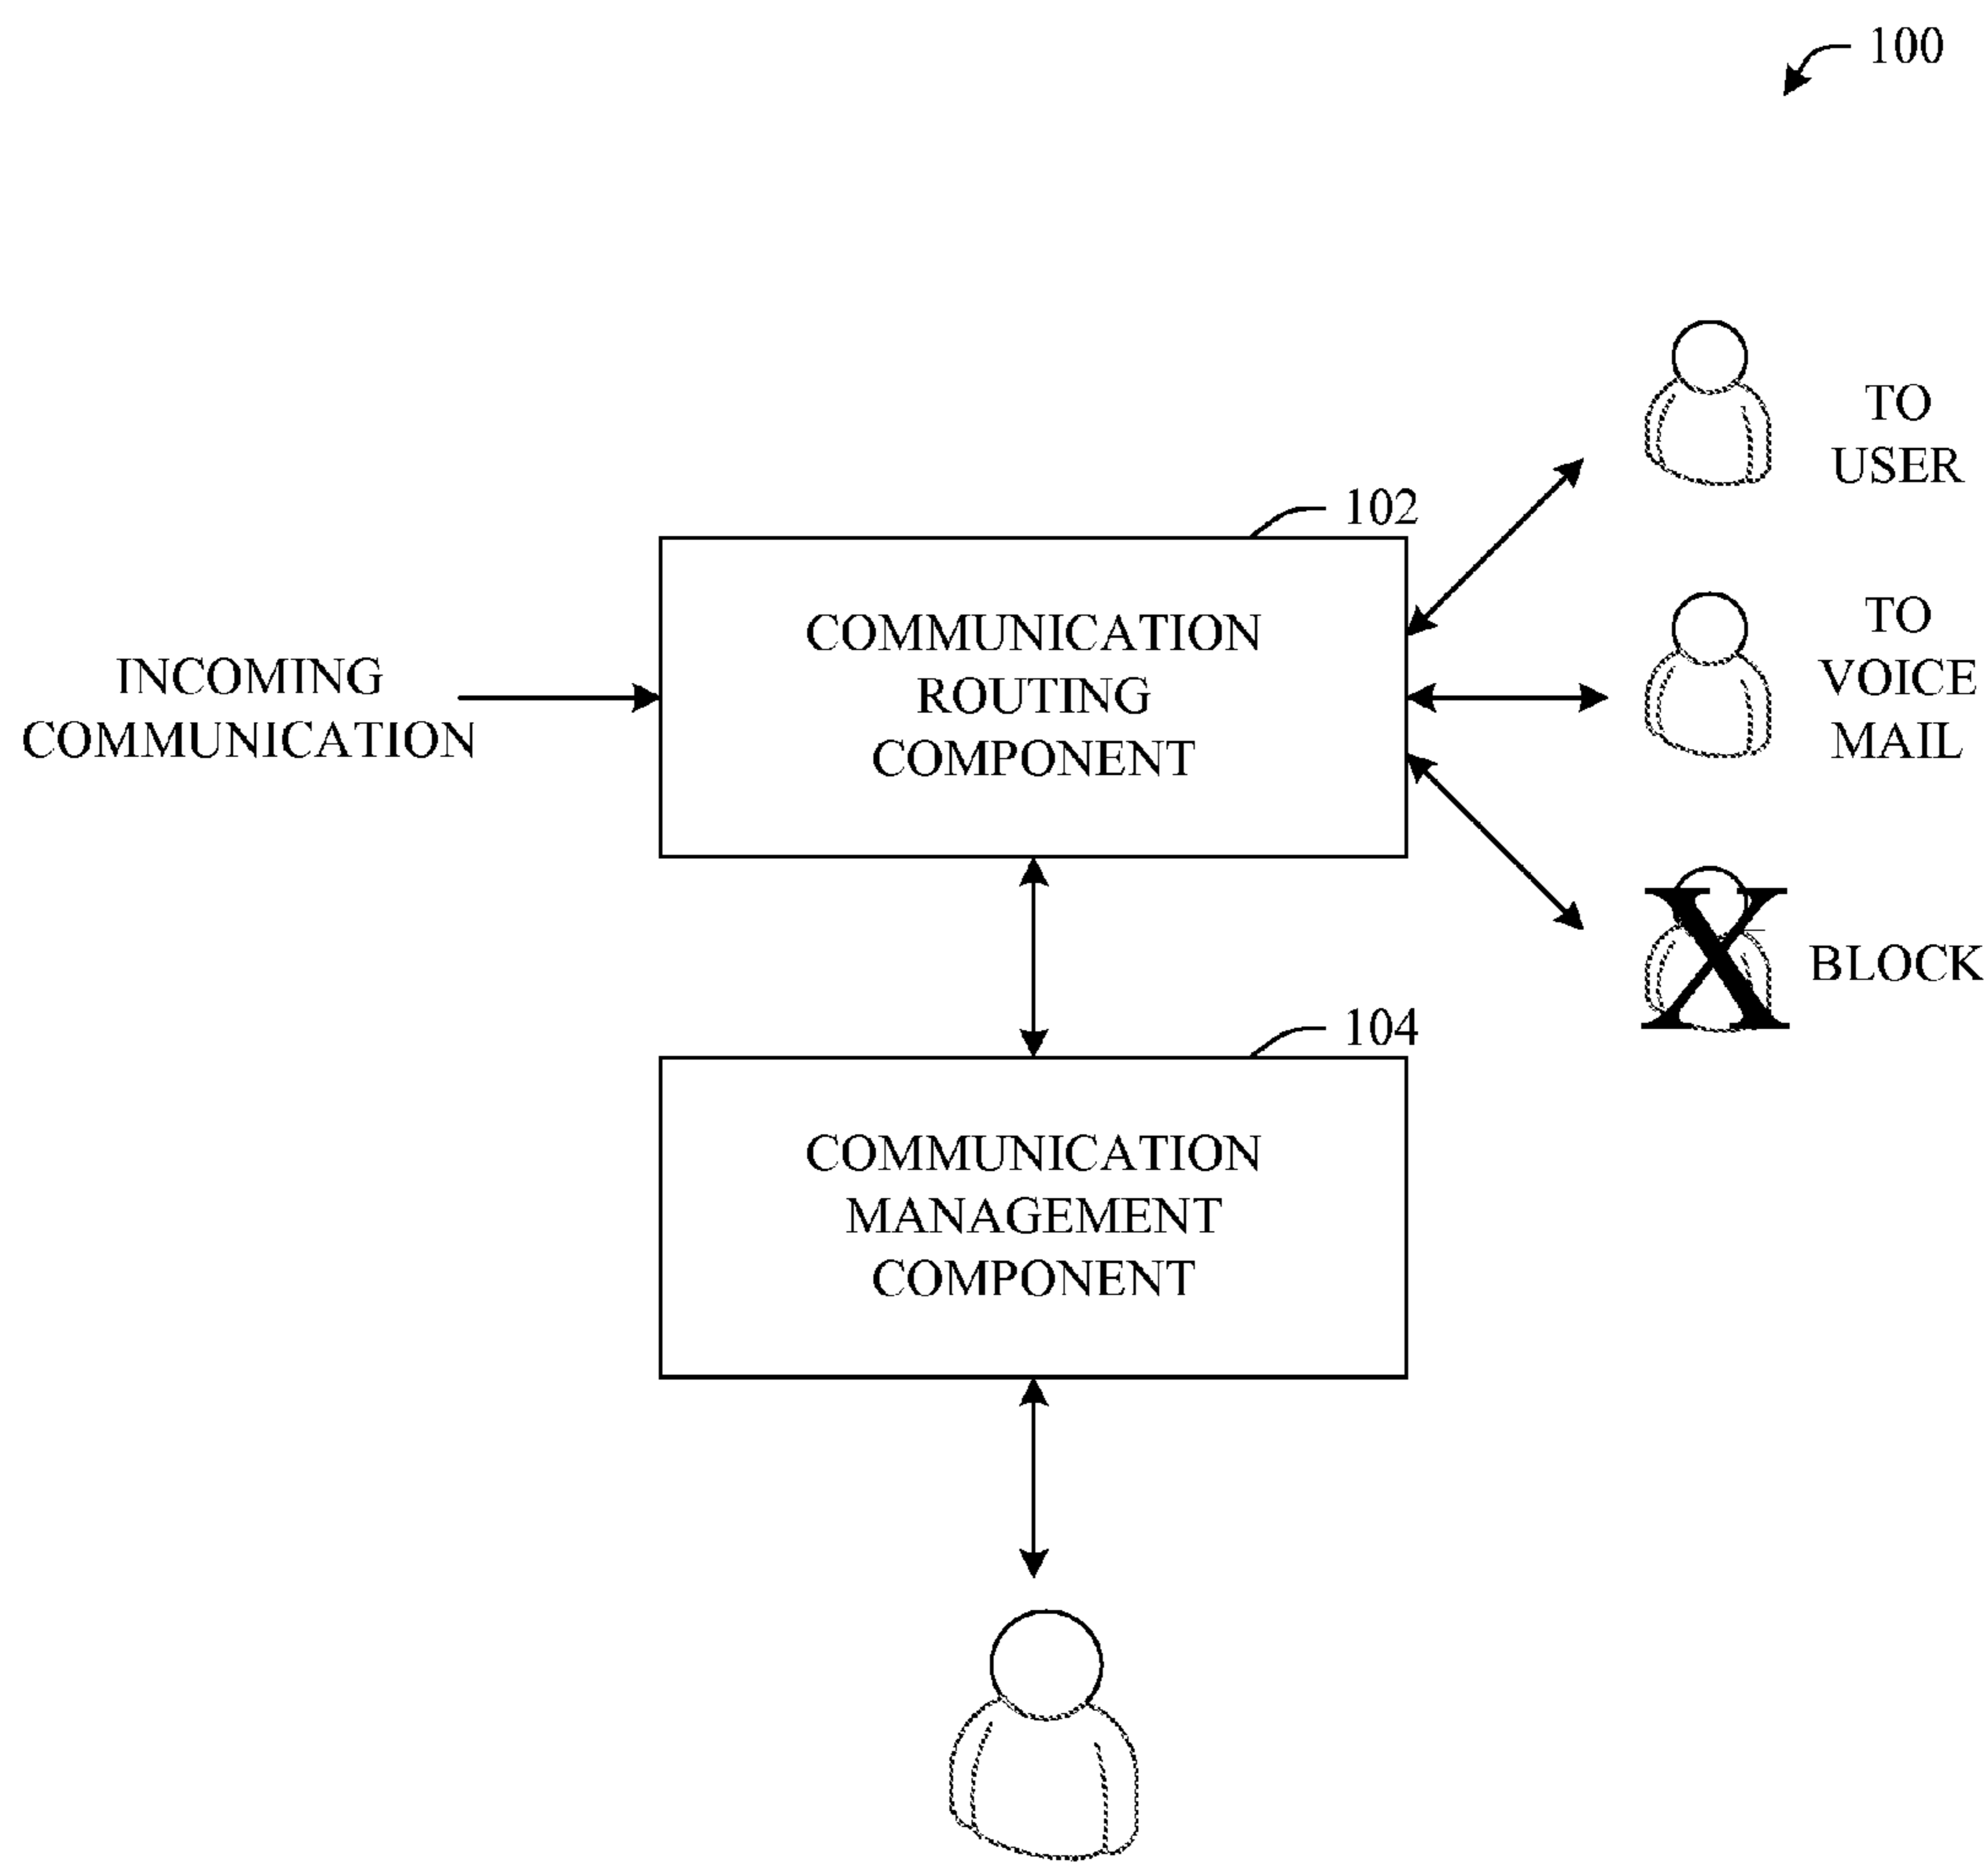 100
TO
USER
102
COMMUNICATION
ROUTING
COMPONENT
INCOMING
COMMUNICATION
TO
VOICE
MAIL
X
BLOCK
104
COMMUNICATION
MANAGEMENT
COMPONENT